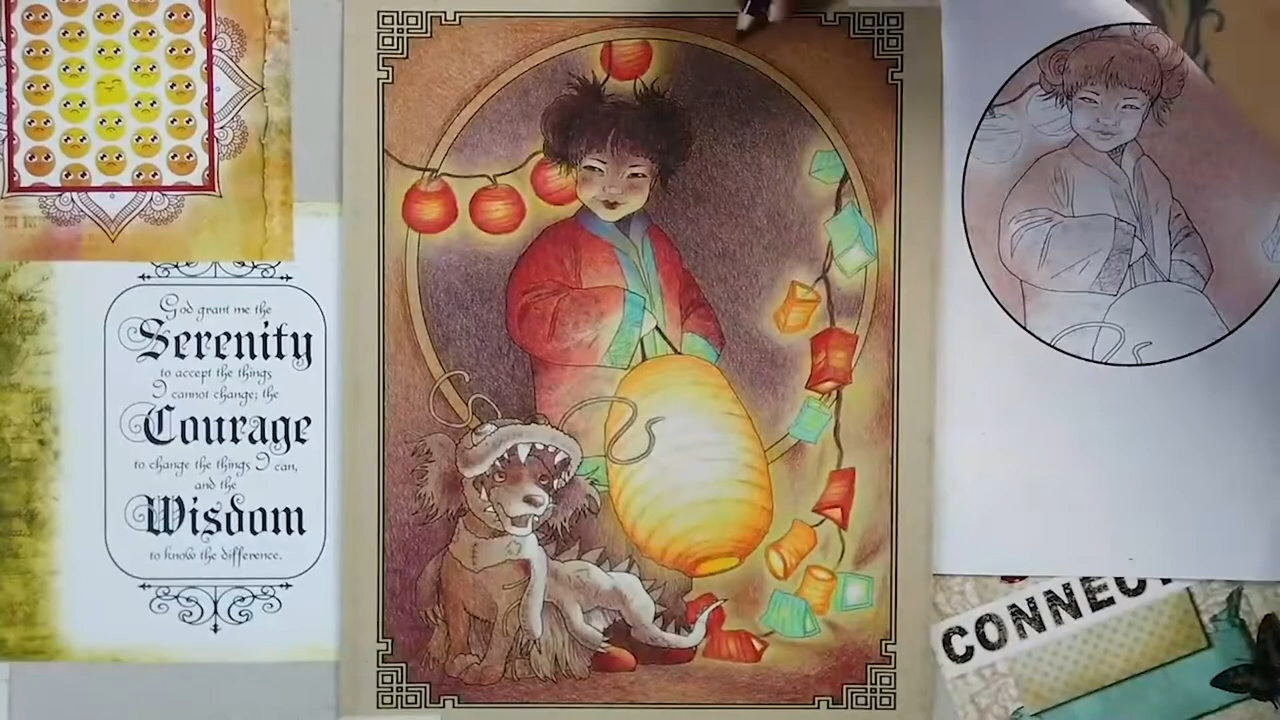 God grant me the
Serenity
to accept the things
I cannot change; the
Courage
to change the things I can,
and the
Wisdom
to know the difference.
CONNECT